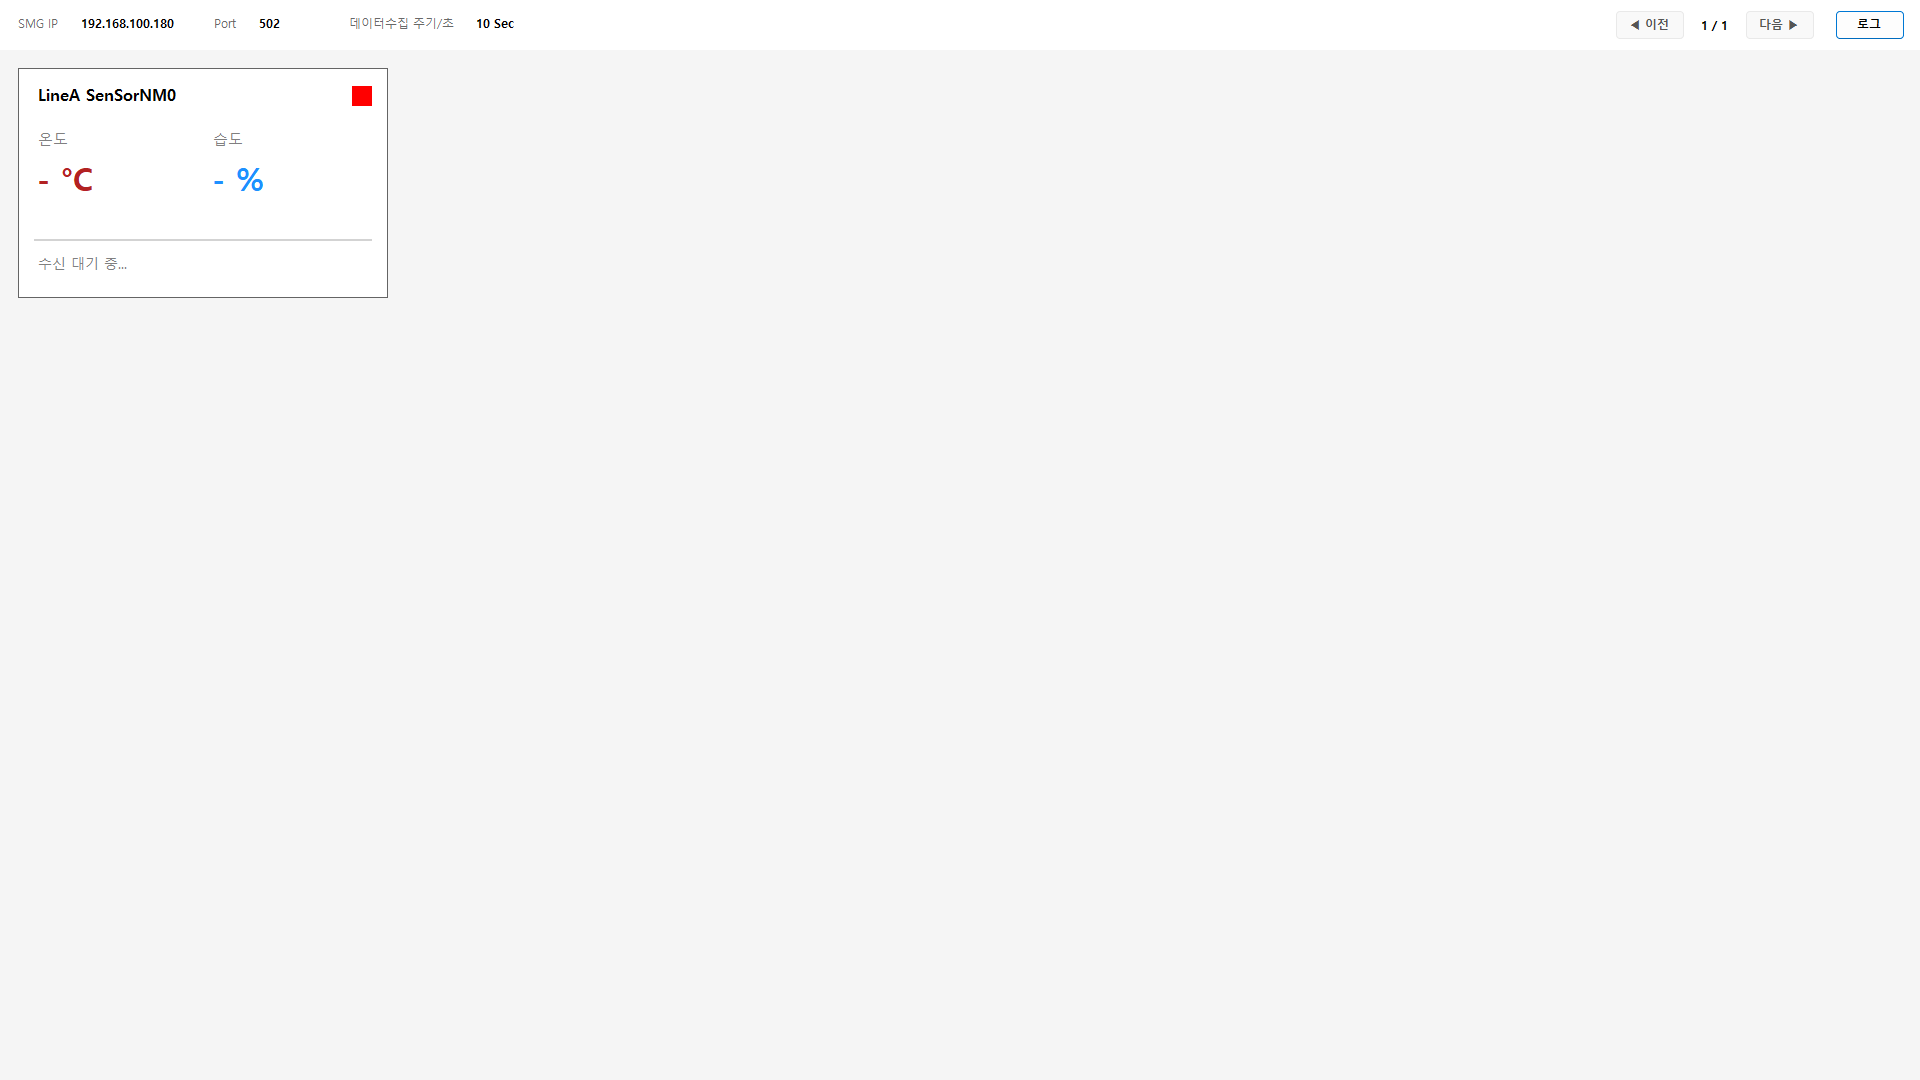 SMG IP 192.168.100.180 Port 502 데이터수집 주기/초 10 Sec ◀ 이전 1 / 1 다음 ▶ 로그
LineA SenSorNM0
온도 습도
- ℃ - %
수신 대기 중...